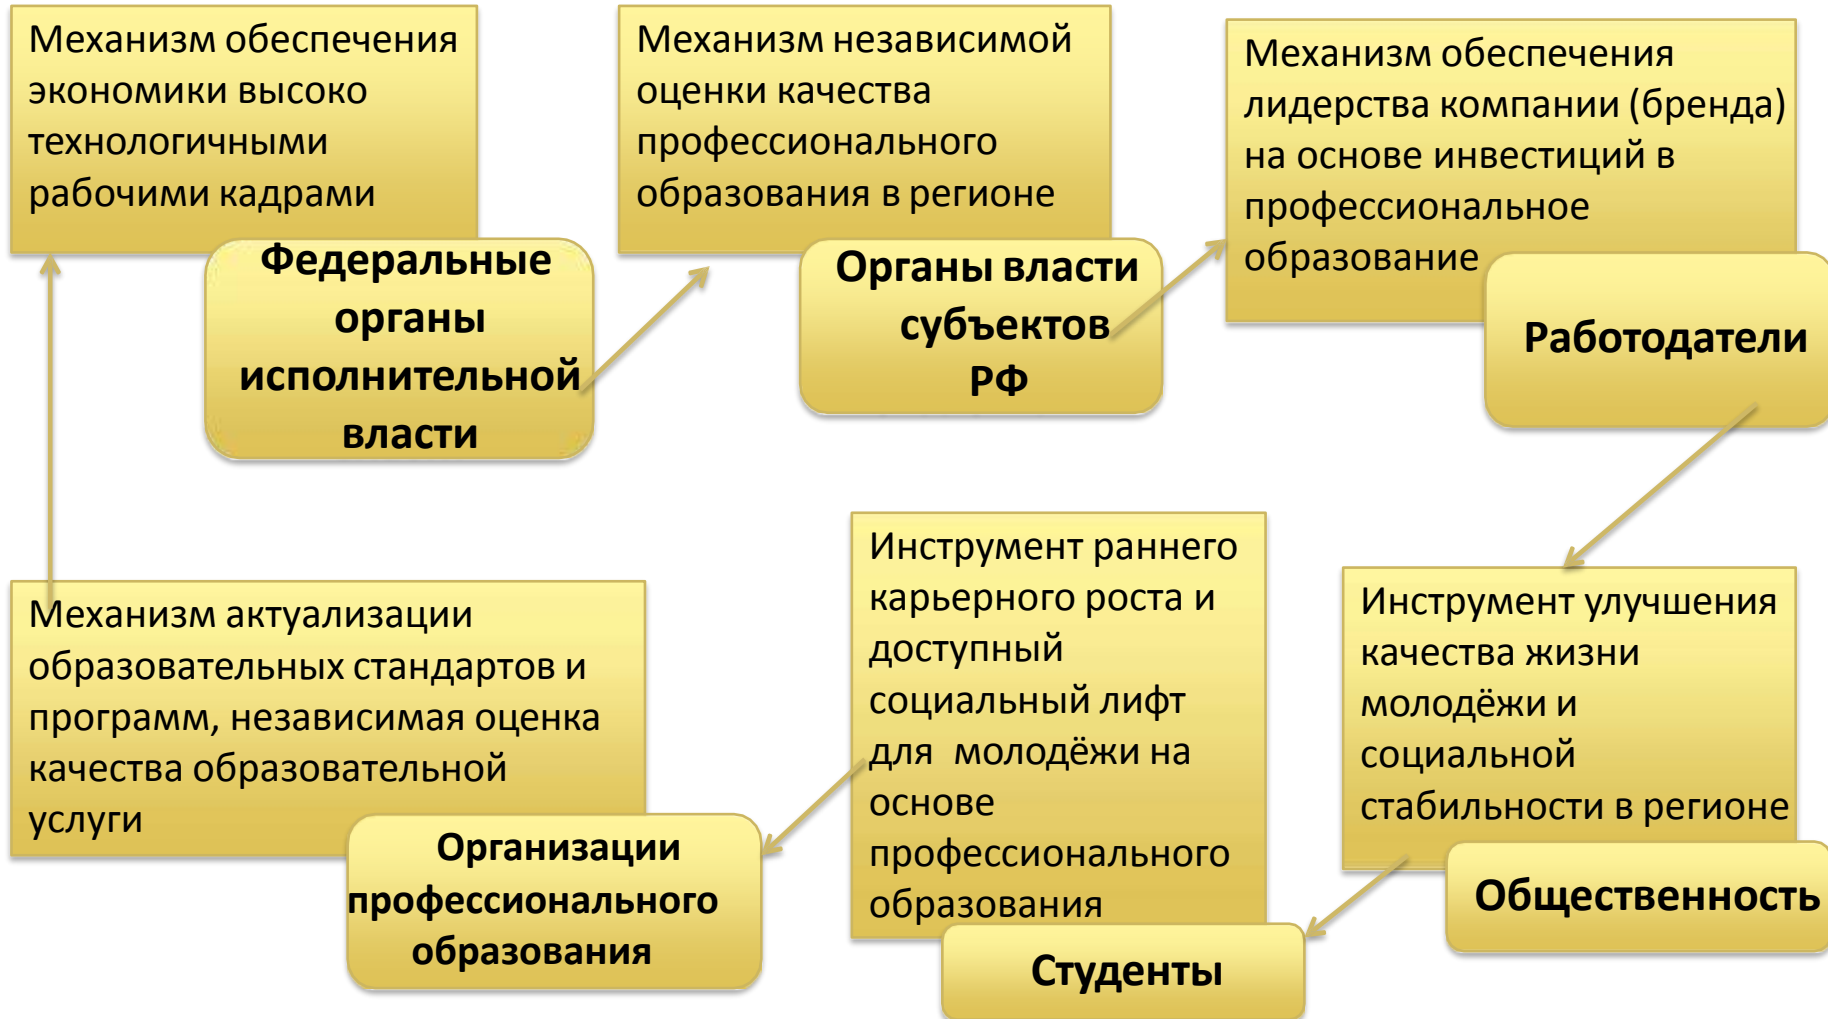 Механизм обеспечения
экономики высоко
технологичными
рабочими кадрами
Федеральные
органы
исполнительной
власти
Механизм независимой
оценки качества
профессионального
образования в регионе
Органы власти
субъектов
РФ
Механизм обеспечения
лидерства компании (бренда)
на основе инвестиций в
профессиональное
образование
Работодатели
Механизм актуализации
образовательных стандартов и
программ, независимая оценка
качества образовательной
услуги
Организации
профессионального
образования
Инструмент раннего
карьерного роста и
доступный
социальный лифт
для молодёжи на
основе
профессионального
образования
Студенты
Инструмент улучшения
качества жизни
молодёжи и
социальной
стабильности в регионе
Общественность